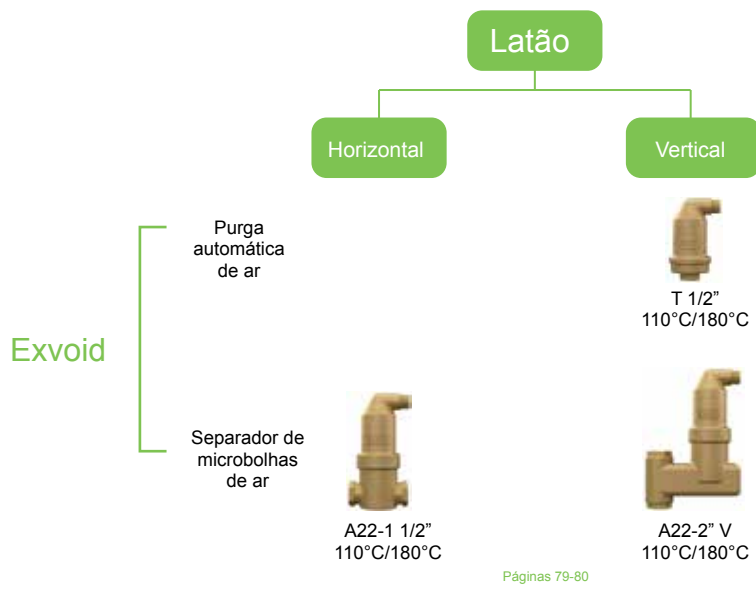 Latão
Horizontal
Vertical
Purga
automática
de ar
T 1/2”
110°C/180°C
Exvoid
Separador de
microbolhas
de ar
A22-1 1/2”
110°C/180°C
A22-2” V
110°C/180°C
Páginas 79-80